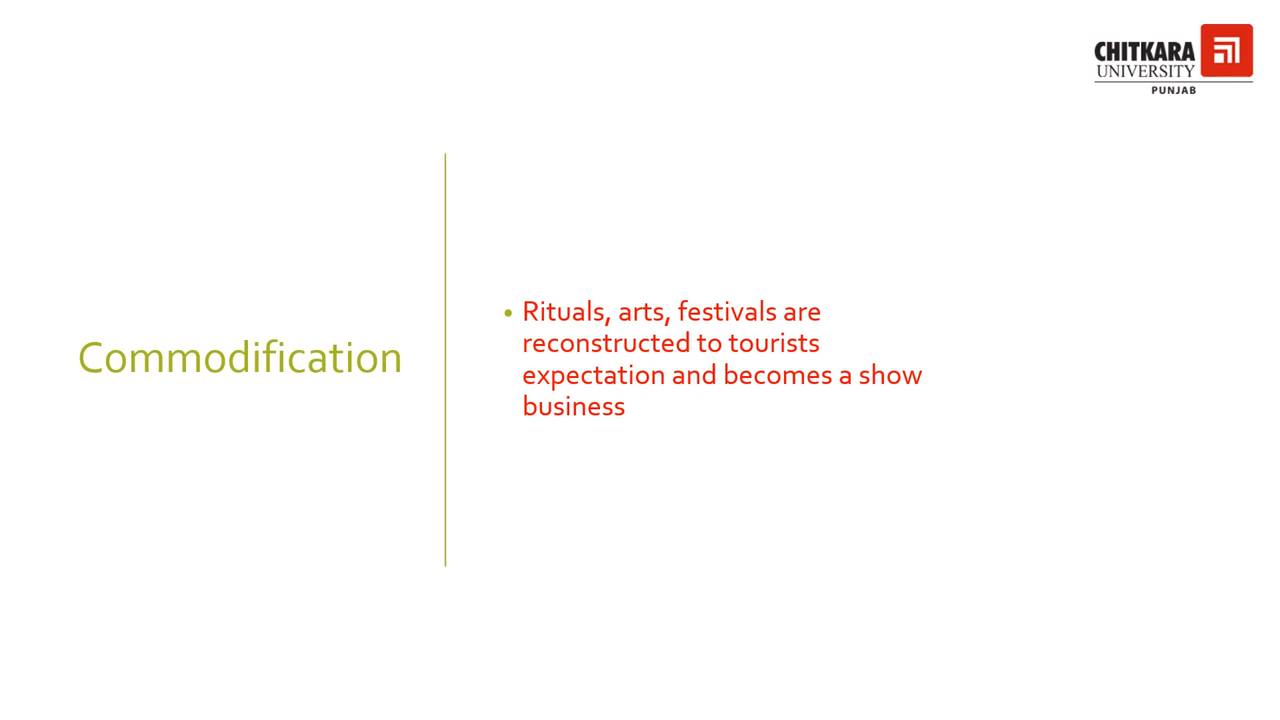 CHITKARA
UNIVERSITY
PUNJAB
Commodification
• Rituals, arts, festivals are
reconstructed to tourists
expectation and becomes a show
business